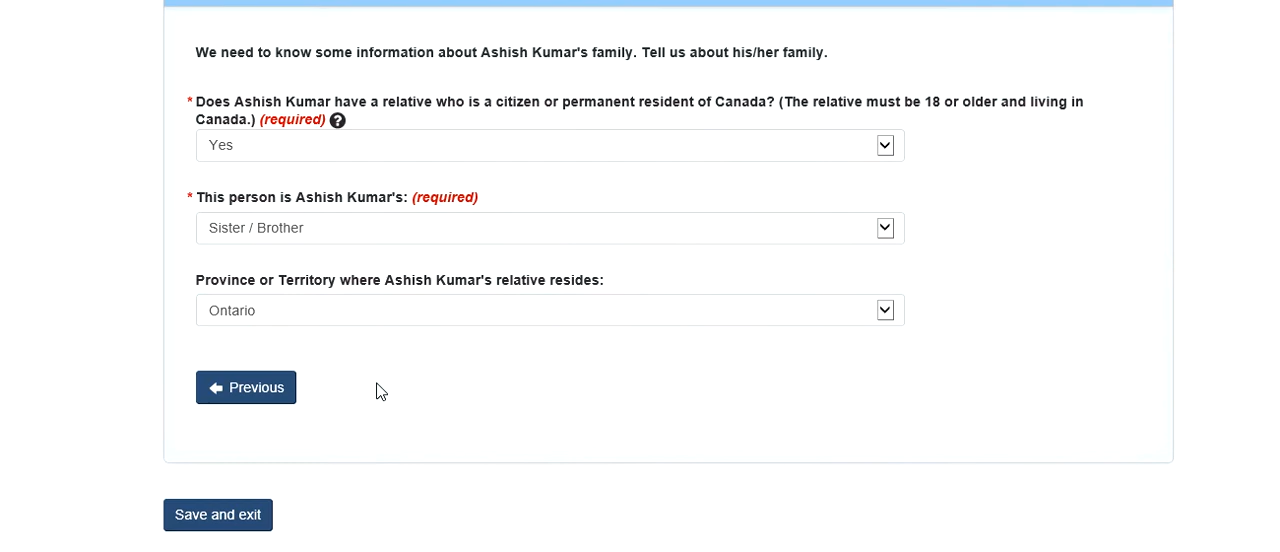 We need to know some information about Ashish Kumar's family. Tell us about his/her family.
* Does Ashish Kumar have a relative who is a citizen or permanent resident of Canada? (The relative must be 18 or older and living in
Canada.) (required) ?
Yes
* This person is Ashish Kumar's: (required)
Sister / Brother
Province or Territory where Ashish Kumar's relative resides:
Ontario
Previous
Save and exit